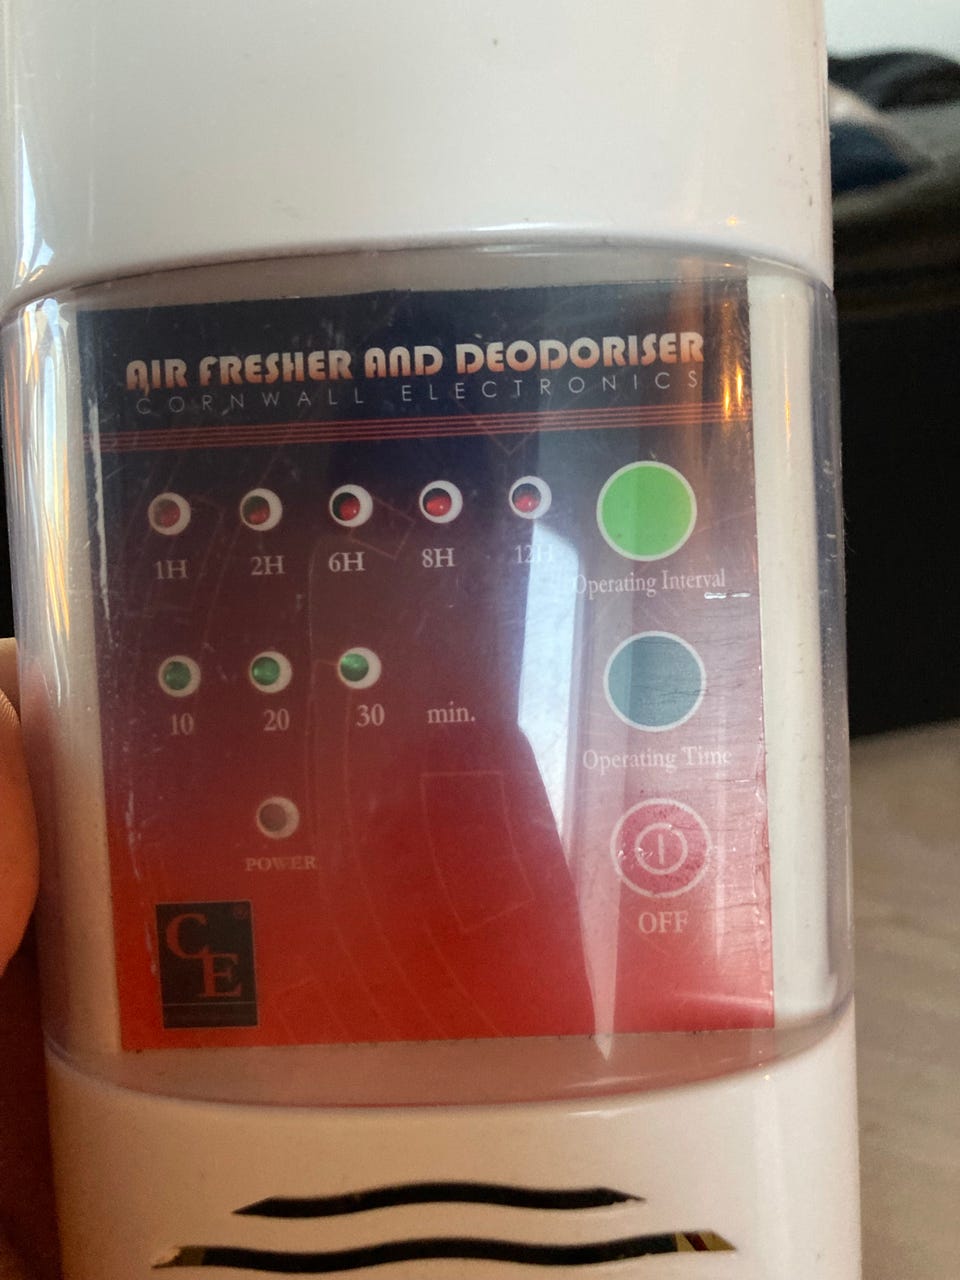 AIR FRESHER AND DEODORISER
CORNWALL ELECTRONICS
1H 2H 6H 8H 12H
Operating Interval
10 20 30 min.
Operating Time
POWER
OFF
CE®